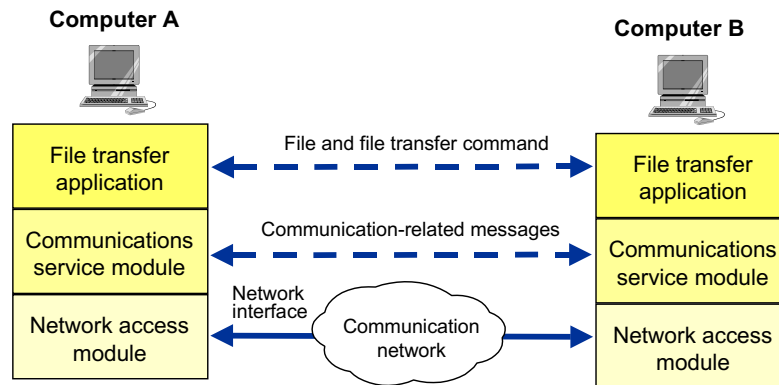 Computer A
Computer B
File transfer
application
File and file transfer command
File transfer
application
Communications
service module
Communication-related messages
Communications
service module
Network access
module
Network
interface
Communication
network
Network access
module